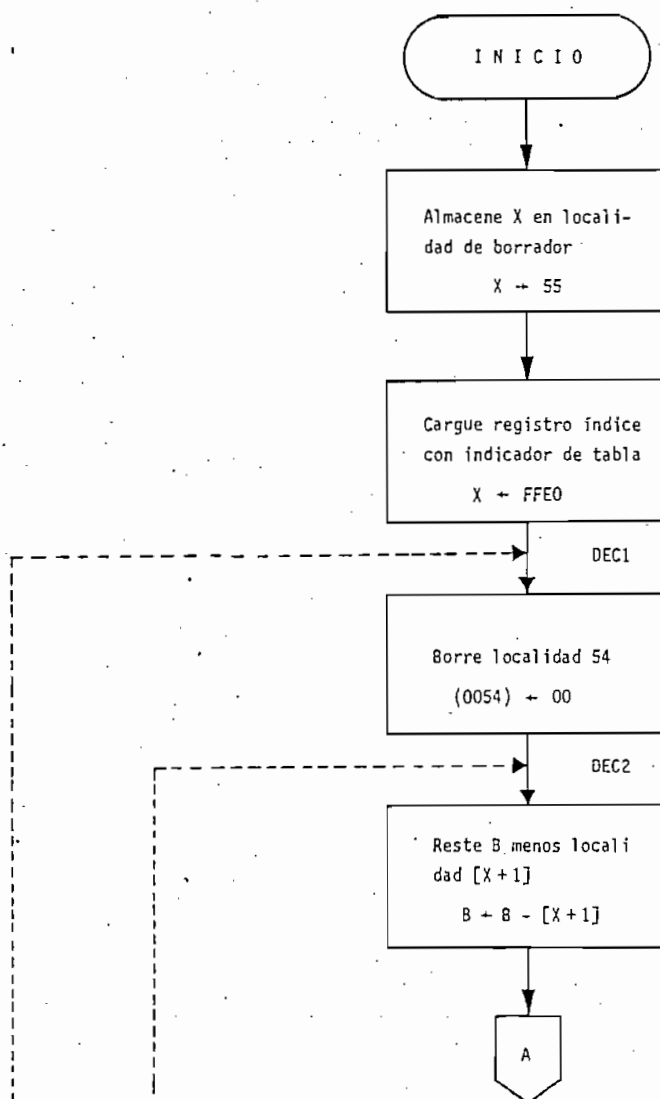 I N I C I O
Almacene X en locali-
dad de borrador
X ← 55
Cargue registro índice
con indicador de tabla
X ← FFE0
DEC1
Borre localidad 54
(0054) ← 00
DEC2
Reste B menos locali
dad [X+1]
B ← B - [X+1]
A